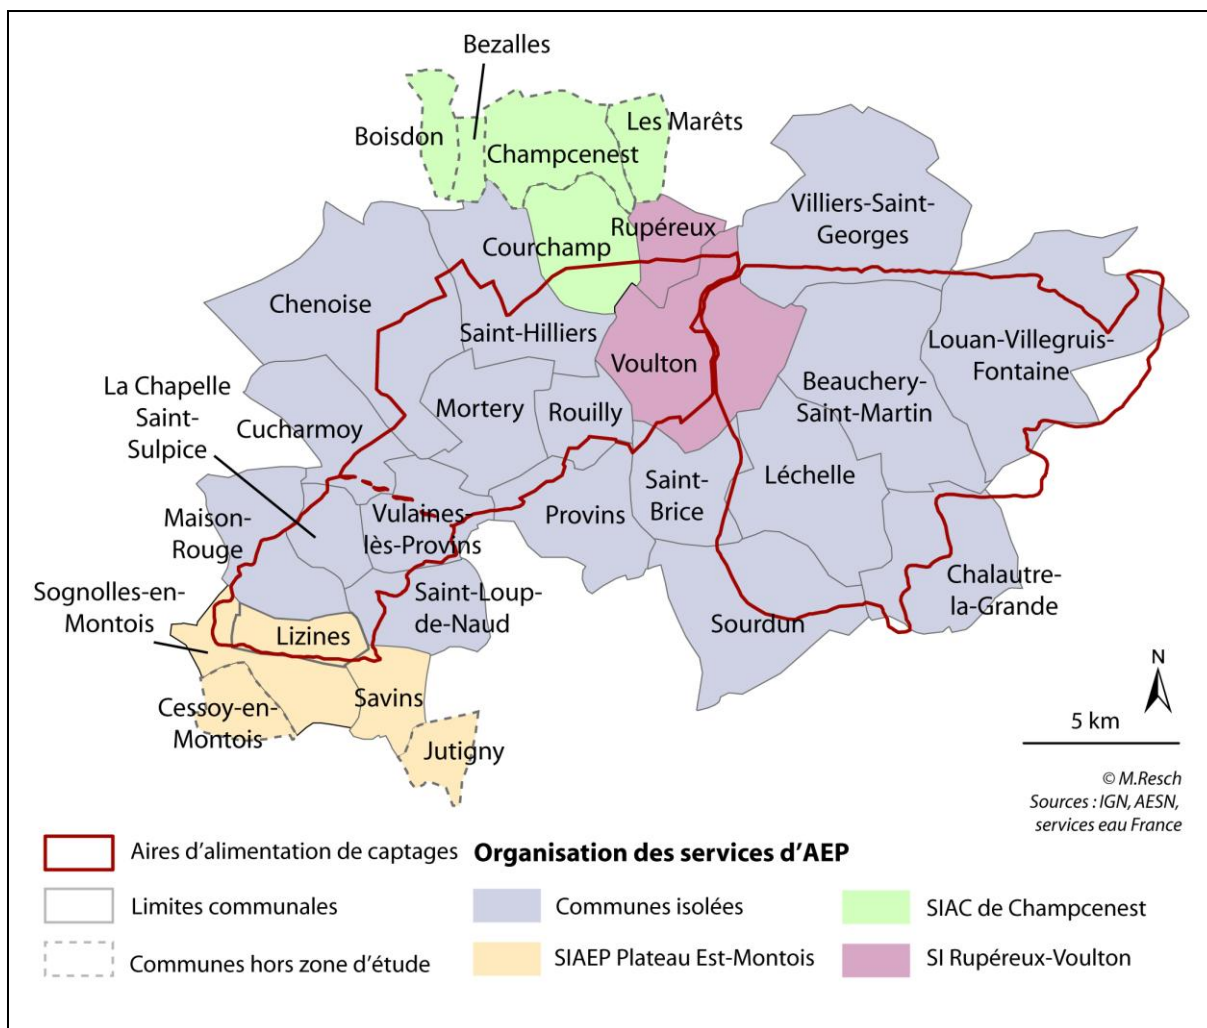 Bezalles
Boisdon
Les Marêts
Champcenest
Villiers-Saint-
Georges
Rupéreux
Courchamp
Chenoise
Saint-Hilliers
Louan-Villegruis-
Fontaine
Voulton
La Chapelle
Saint-
Sulpice
Beauchery-
Saint-Martin
Mortery
Rouilly
Cucharmoy
Saint-
Brice
Léchelle
Maison-
Rouge
Vulaines-
lès-Provins
Provins
Sognolles-en-
Montois
Saint-Loup-
de-Naud
Chalautre-
la-Grande
Lizines
Sourdun
Savins
Cessoy-en-
Montois
Jutigny
N
5 km
© M.Resch
Sources : IGN, AESN,
services eau France
Aires d'alimentation de captages
Organisation des services d'AEP
Limites communales
Communes isolées
SIAC de Champcenest
Communes hors zone d'étude
SIAEP Plateau Est-Montois
SI Rupéreux-Voulton